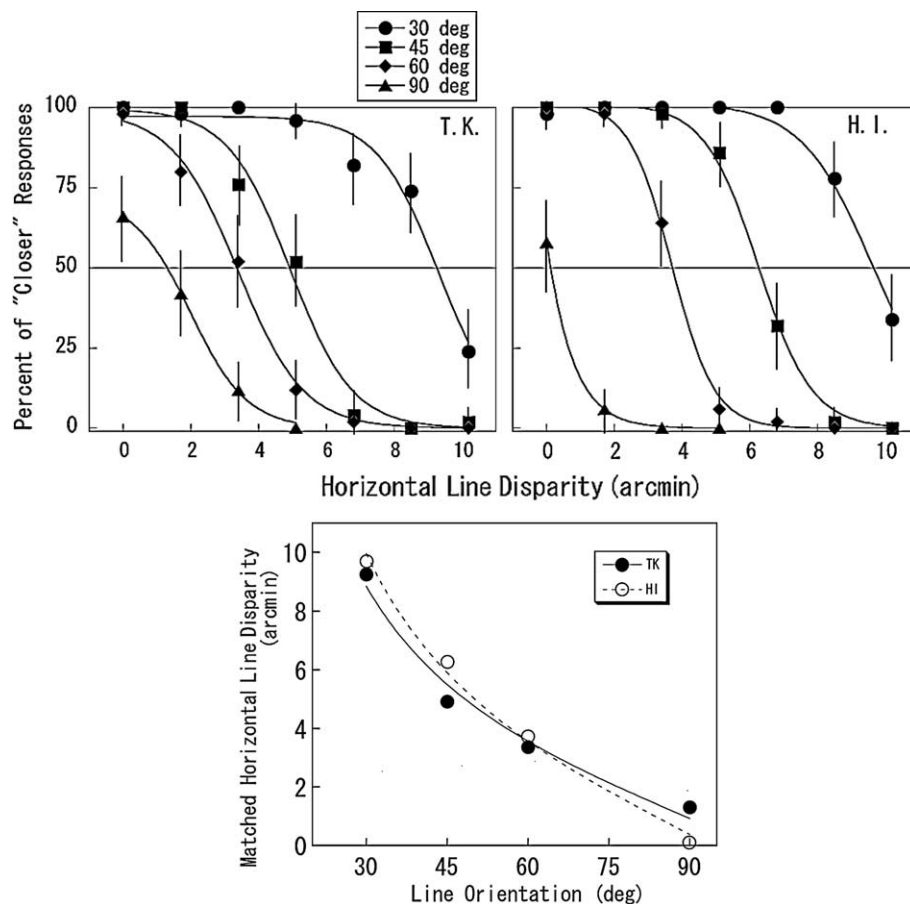 30 deg
45 deg
60 deg
90 deg
100
75
50
25
0
Percent of "Closer" Responses
T.K.
H.I.
0 2 4 6 8 10
0 2 4 6 8 10
Horizontal Line Disparity (arcmin)
Matched Horizontal Line Disparity
(arcmin)
10
8
6
4
2
0
TK
HI
30 45 60 75 90
Line Orientation (deg)